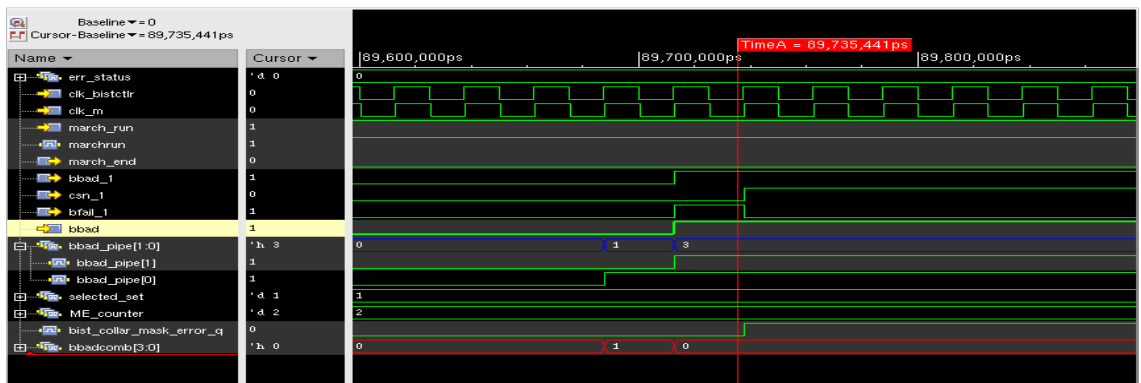 Baseline ▼= 0
Cursor-Baseline ▼= 89,735,441ps
TimeA = 89,735,441ps
Name ▼ Cursor ▼ |89,600,000ps |89,700,000ps |89,800,000ps
err_status 'd 0 0
clk_bistctlr 0
clk_m 0
march_run 1
marchrun 1
march_end 0
bbad_1 1
csn_1 0
bfail_1 1
bbad 1
bbad_pipe[1:0] 'h 3 0 1 3
bbad_pipe[1] 1
bbad_pipe[0] 1
selected_set 'd 1 1
ME_counter 'd 2 2
bist_collar_mask_error_q 0
bbadcomb[3:0] 'h 0 0 1 0